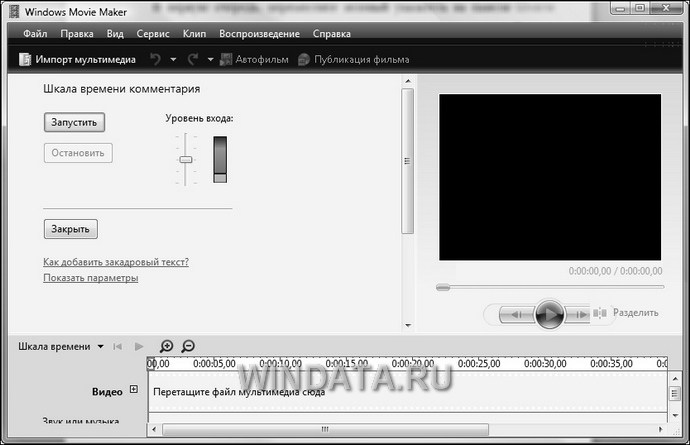 Windows Movie Maker
Файл Правка Вид Сервис Клип Воспроизведение Справка
Импорт мультимедиа Автофильм Публикация фильма
Шкала времени комментария
Запустить
Уровень входа:
Остановить
Закрыть
Как добавить закадровый текст?
Показать параметры
0:00:00,00 / 0:00:00,00
Разделить
Шкала времени
00,00 0:00:05,00 0:00:10,00 0:00:15,00 0:00:20,00 0:00:25,00 0:00:30,00 0:00:35,00
WINDATA.RU
Видео Перетащите файл мультимедиа сюда
Звук или музыка